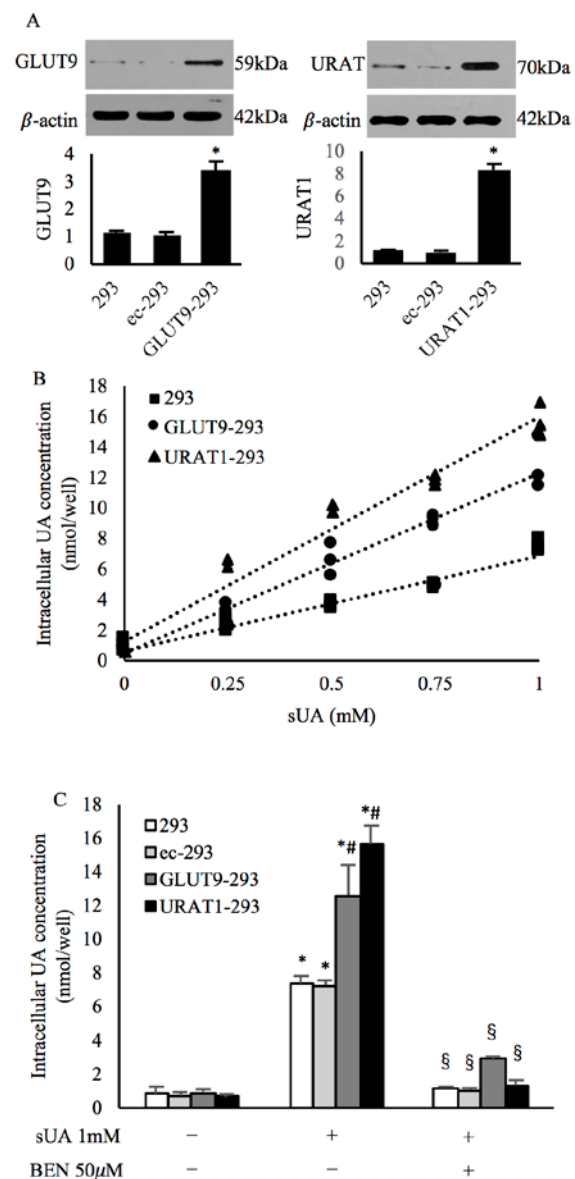 A
GLUT9 59kDa
β-actin 42kDa
GLUT9
4
3
2
1
0
293 ec-293 GLUT9-293
*
URAT 70kDa
β-actin 42kDa
URAT1
10
8
6
4
2
0
293 ec-293 URAT1-293
*
B
Intracellular UA concentration
(nmol/well)
18
16
14
12
10
8
6
4
2
0
293
GLUT9-293
URAT1-293
0 0.25 0.5 0.75 1
sUA (mM)
C
Intracellular UA concentration
(nmol/well)
18
16
14
12
10
8
6
4
2
0
293
ec-293
GLUT9-293
URAT1-293
* * *# *#
§ § § §
sUA 1mM − + +
BEN 50μM − − +